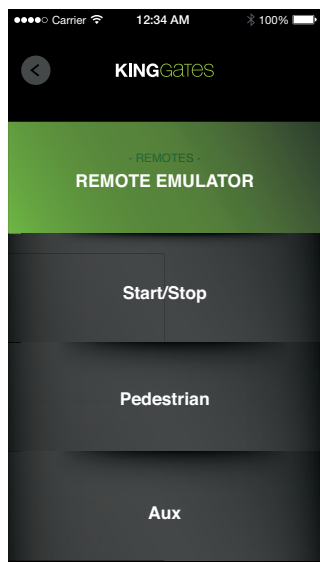 Carrier 12:34 AM 100%
KINGGATES
- REMOTES -
REMOTE EMULATOR
Start/Stop
Pedestrian
Aux